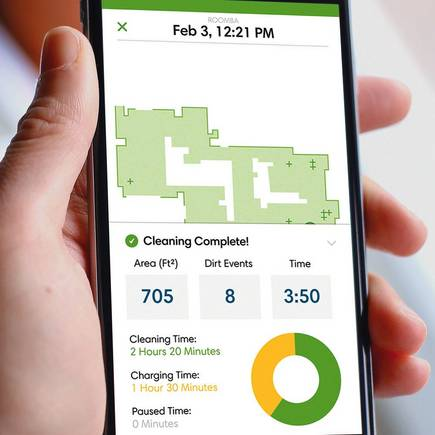 ROOMBA
Feb 3, 12:21 PM
Cleaning Complete!
Area (Ft²) Dirt Events Time
705 8 3:50
Cleaning Time:
2 Hours 20 Minutes
Charging Time:
1 Hour 30 Minutes
Paused Time:
0 Minutes